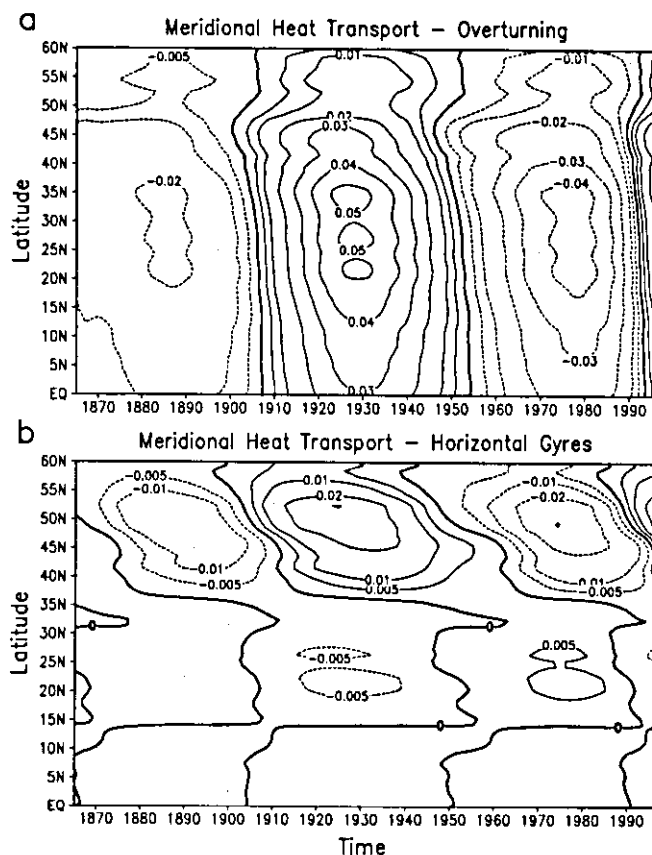 a
Meridional Heat Transport – Overturning
60N
55N
50N
45N
40N
35N
30N
25N
20N
15N
10N
5N
EQ
Latitude
-0.005
0.01
-0.01
0.02
-0.02
0.03
-0.03
-0.02
0.04
-0.04
0.05
0.05
0.04
-0.03
0.03
1870 1880 1890 1900 1910 1920 1930 1940 1950 1960 1970 1980 1990
b
Meridional Heat Transport – Horizontal Gyres
60N
55N
50N
45N
40N
35N
30N
25N
20N
15N
10N
5N
EQ
Latitude
-0.005
-0.01
0.01
0.02
-0.005
-0.01
-0.02
-0.01
-0.005
0.01
0.005
-0.01
-0.005
0
0
-0.005
0.005
-0.005
0
0
1870 1880 1890 1900 1910 1920 1930 1940 1950 1960 1970 1980 1990
Time